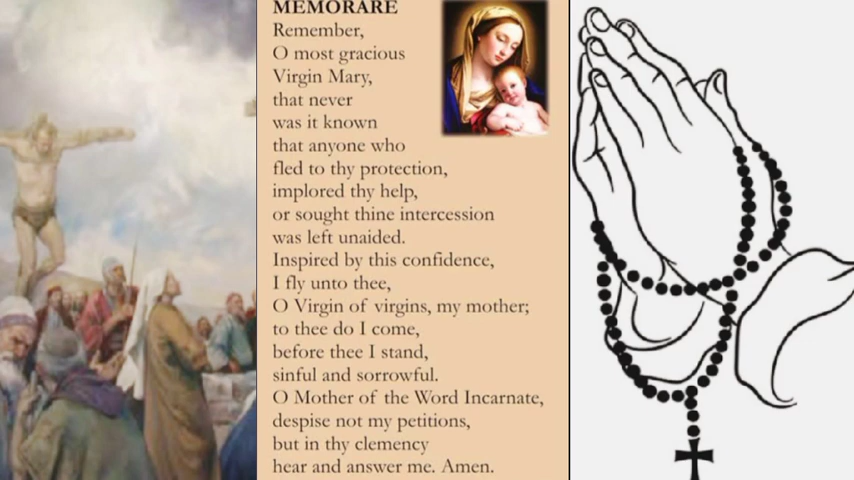 MEMORARE
Remember,
O most gracious
Virgin Mary,
that never
was it known
that anyone who
fled to thy protection,
implored thy help,
or sought thine intercession
was left unaided.
Inspired by this confidence,
I fly unto thee,
O Virgin of virgins, my mother;
to thee do I come,
before thee I stand,
sinful and sorrowful.
O Mother of the Word Incarnate,
despise not my petitions,
but in thy clemency
hear and answer me. Amen.